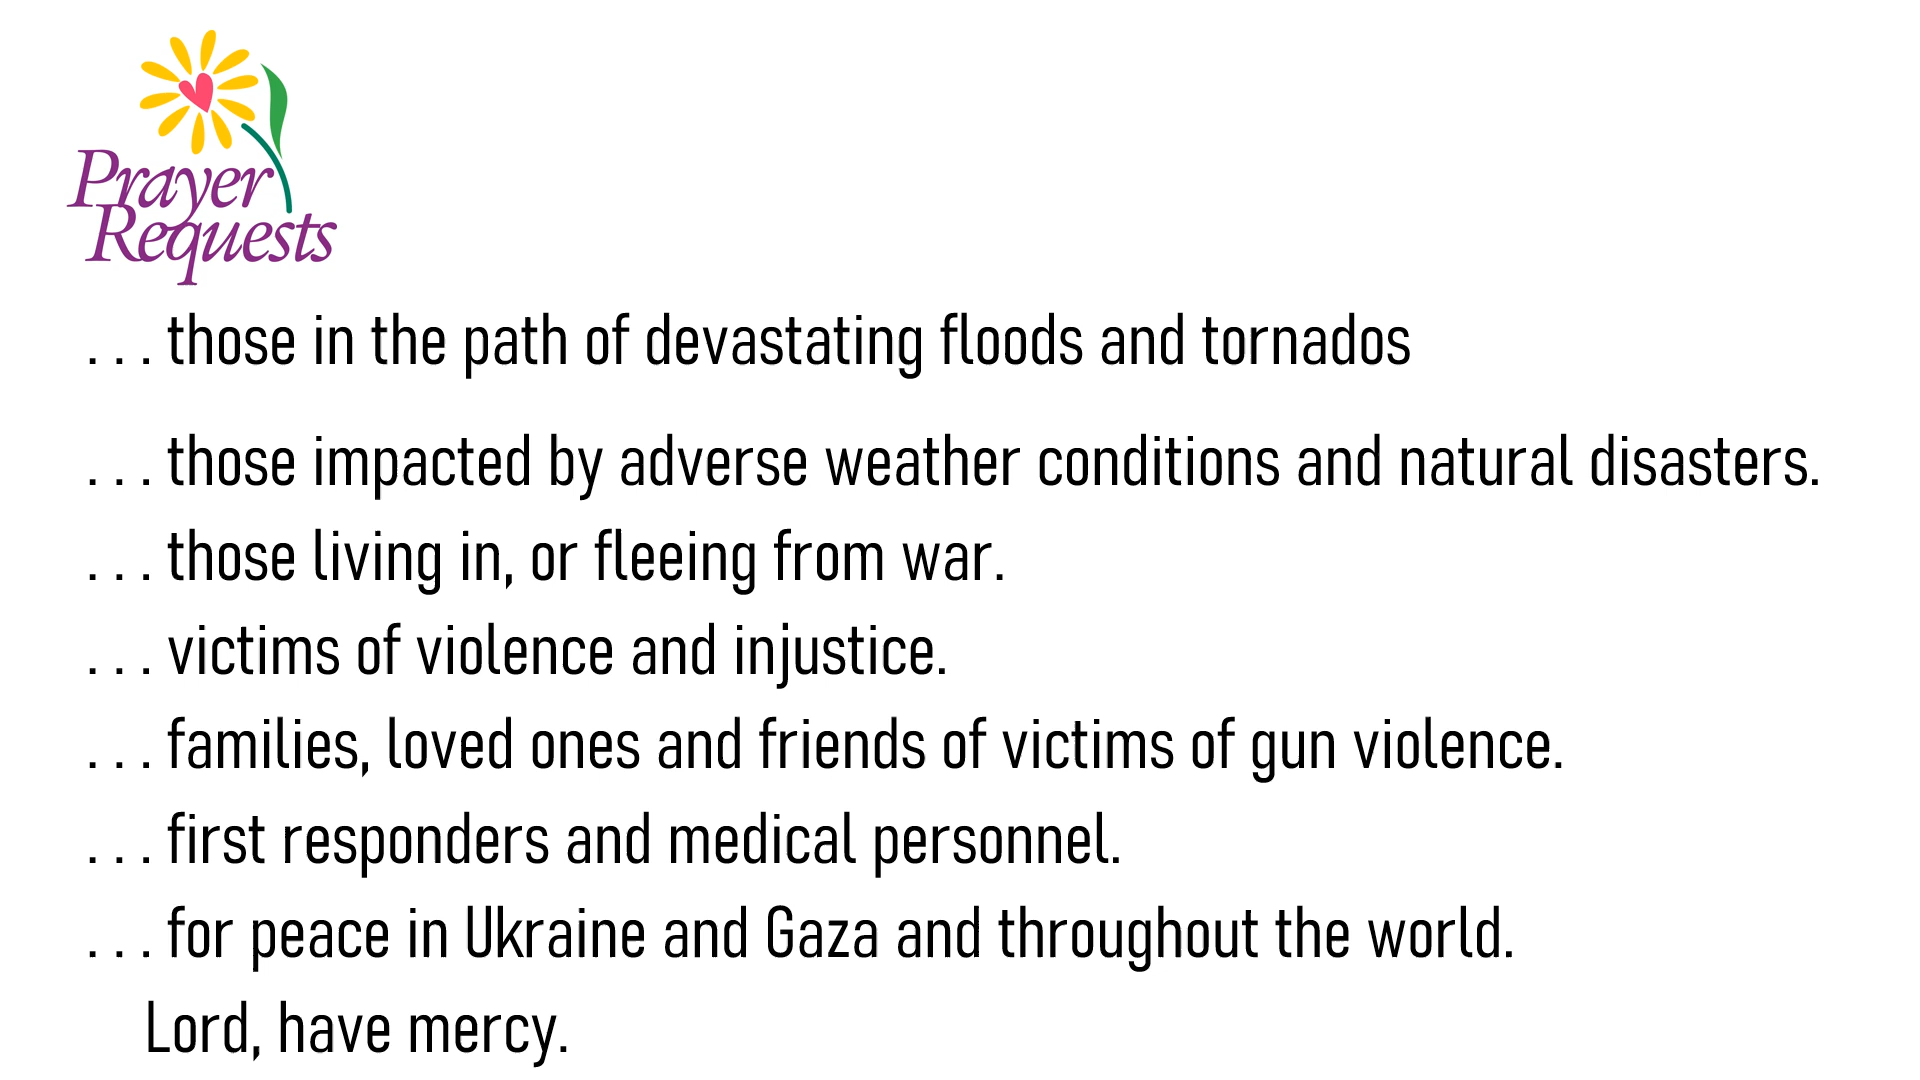 Prayer
Requests
. . . those in the path of devastating floods and tornados
. . . those impacted by adverse weather conditions and natural disasters.
. . . those living in, or fleeing from war.
. . . victims of violence and injustice.
. . . families, loved ones and friends of victims of gun violence.
. . . first responders and medical personnel.
. . . for peace in Ukraine and Gaza and throughout the world.
Lord, have mercy.